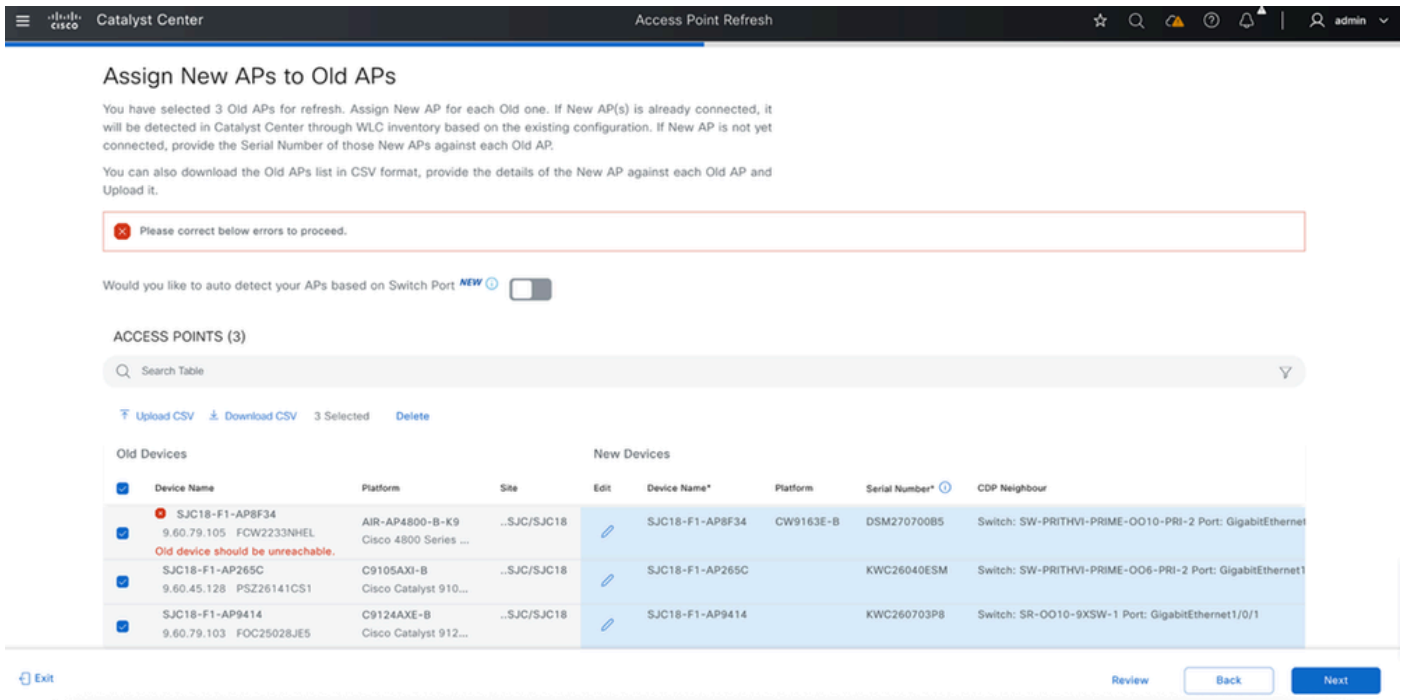 CISCO Catalyst Center Access Point Refresh admin
Assign New APs to Old APs
You have selected 3 Old APs for refresh. Assign New AP for each Old one. If New AP(s) is already connected, it
will be detected in Catalyst Center through WLC inventory based on the existing configuration. If New AP is not yet
connected, provide the Serial Number of those New APs against each Old AP.
You can also download the Old APs list in CSV format, provide the details of the New AP against each Old AP and
Upload it.
Please correct below errors to proceed.
Would you like to auto detect your APs based on Switch Port NEW
ACCESS POINTS (3)
Search Table
Upload CSV Download CSV 3 Selected Delete
Old Devices New Devices
Device Name Platform Site Edit Device Name* Platform Serial Number* CDP Neighbour
SJC18-F1-AP8F34 AIR-AP4800-B-K9 ..SJC/SJC18 SJC18-F1-AP8F34 CW9163E-B DSM270700B5 Switch: SW-PRITHVI-PRIME-OO10-PRI-2 Port: GigabitEthernet
9.60.79.105 FCW2233NHEL Cisco 4800 Series ...
Old device should be unreachable.
SJC18-F1-AP265C C9105AXI-B ..SJC/SJC18 SJC18-F1-AP265C KWC26040ESM Switch: SW-PRITHVI-PRIME-OO6-PRI-2 Port: GigabitEthernet1
9.60.45.128 PSZ26141CS1 Cisco Catalyst 910...
SJC18-F1-AP9414 C9124AXE-B ..SJC/SJC18 SJC18-F1-AP9414 KWC260703P8 Switch: SR-OO10-9XSW-1 Port: GigabitEthernet1/0/1
9.60.79.103 FOC25028JE5 Cisco Catalyst 912...
Exit Review Back Next